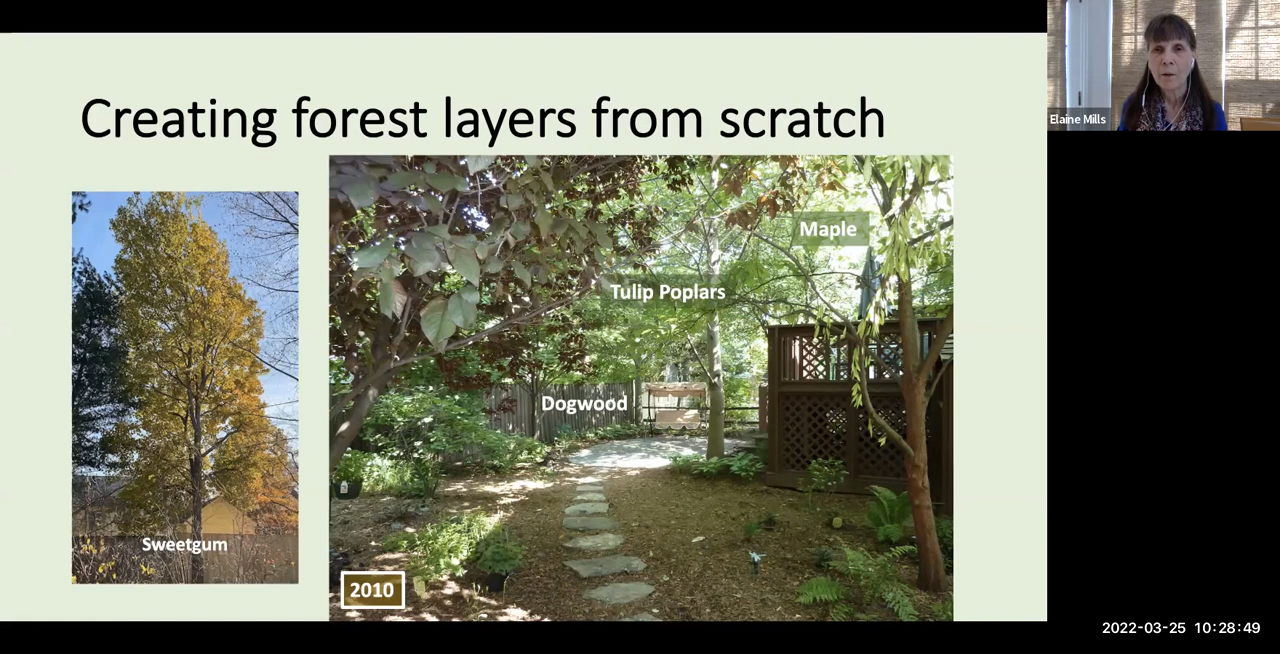 Creating forest layers from scratch
Elaine Mills
Maple
Tulip Poplars
Dogwood
Sweetgum
2010
2022-03-25 10:28:49